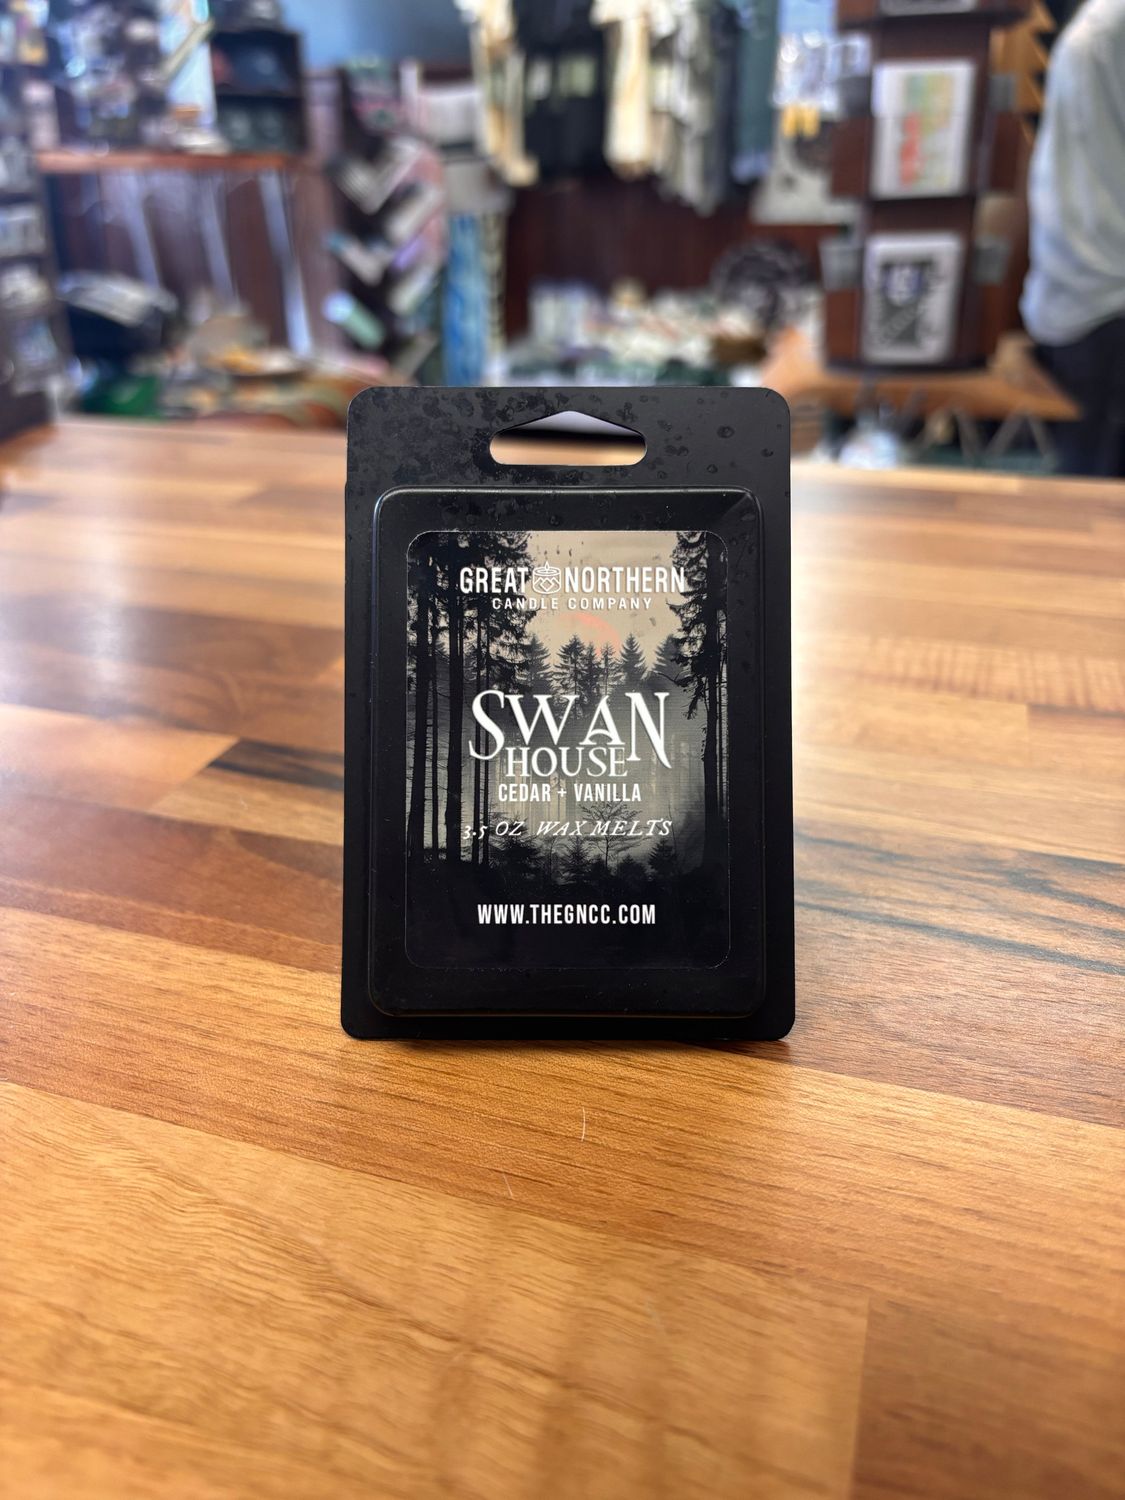 GREAT NORTHERN
CANDLE COMPANY
SWAN
HOUSE
CEDAR + VANILLA
3.5 OZ WAX MELTS
WWW.THEGNCC.COM